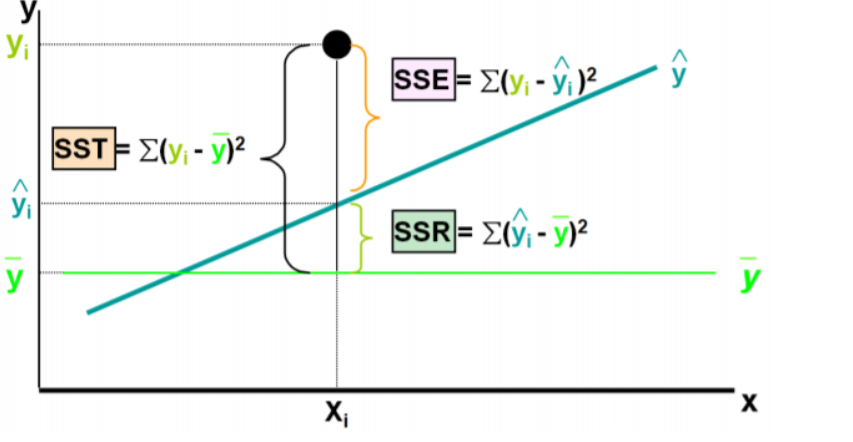 y
yᵢ
SSE = Σ(yᵢ - ŷᵢ)²
ŷ
SST = Σ(yᵢ - ȳ)²
ŷᵢ
SSR = Σ(ŷᵢ - ȳ)²
ȳ
ȳ
x
Xᵢ